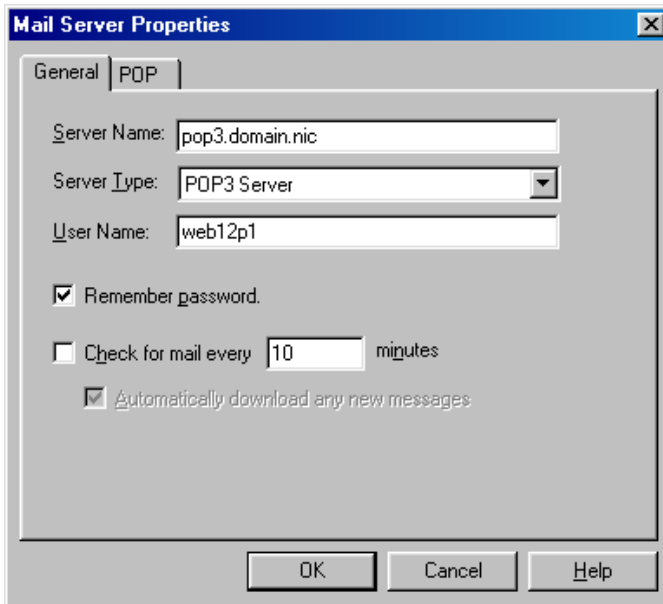 Mail Server Properties
General POP
Server Name: pop3.domain.nic
Server Type: POP3 Server
User Name: web12p1
Remember password.
Check for mail every 10 minutes
Automatically download any new messages
OK Cancel Help